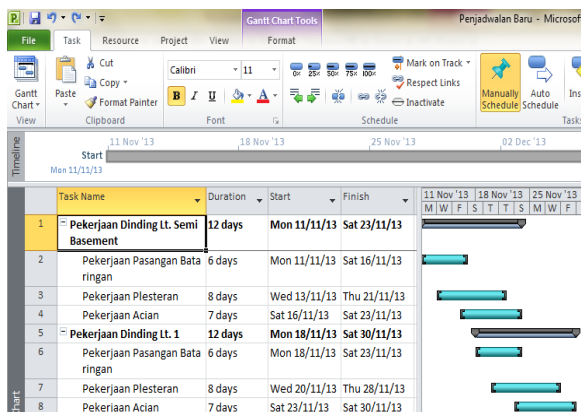 Gantt Chart Tools
Penjadwalan Baru - Microsof
File Task Resource Project View Format
Gantt Chart
Paste
Cut
Copy
Format Painter
Calibri 11
B I U A
0% 25% 50% 75% 100%
Mark on Track
Respect Links
Inactivate
Manually Schedule
Auto Schedule
Ins
View Clipboard Font Schedule Tasks
Timeline
11 Nov '13 18 Nov '13 25 Nov '13 02 Dec '13
Start
Mon 11/11/13
Task Name Duration Start Finish 11 Nov '13 18 Nov '13 25 Nov '13
M W F S T T S M W F
1 Pekerjaan Dinding Lt. Semi 12 days Mon 11/11/13 Sat 23/11/13
Basement
2 Pekerjaan Pasangan Bata 6 days Mon 11/11/13 Sat 16/11/13
ringan
3 Pekerjaan Plesteran 8 days Wed 13/11/13 Thu 21/11/13
4 Pekerjaan Acian 7 days Sat 16/11/13 Sat 23/11/13
5 Pekerjaan Dinding Lt. 1 12 days Mon 18/11/13 Sat 30/11/13
6 Pekerjaan Pasangan Bata 6 days Mon 18/11/13 Sat 23/11/13
ringan
7 Pekerjaan Plesteran 8 days Wed 20/11/13 Thu 28/11/13
8 Pekerjaan Acian 7 days Sat 23/11/13 Sat 30/11/13
hart